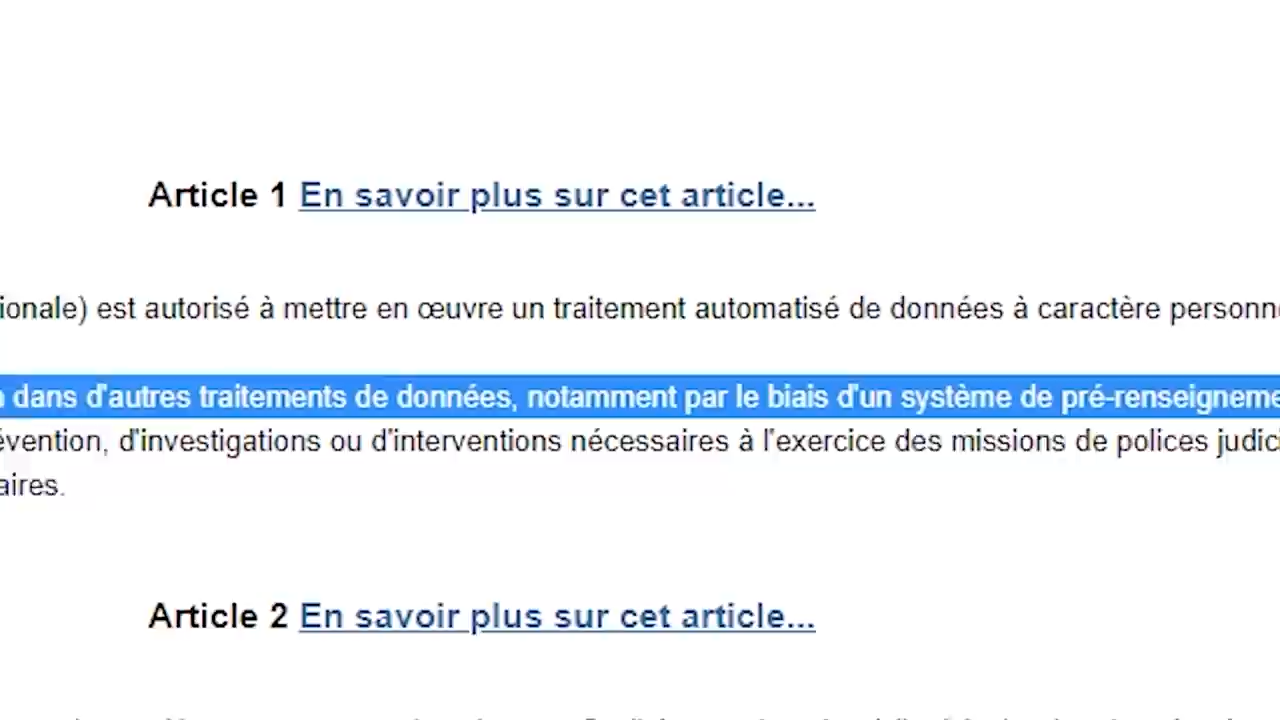 Article 1 En savoir plus sur cet article...
ionale) est autorisé à mettre en œuvre un traitement automatisé de données à caractère personn
dans d'autres traitements de données, notamment par le biais d'un système de pré-renseigneme
évention, d'investigations ou d'interventions nécessaires à l'exercice des missions de polices judici
aires.
Article 2 En savoir plus sur cet article...